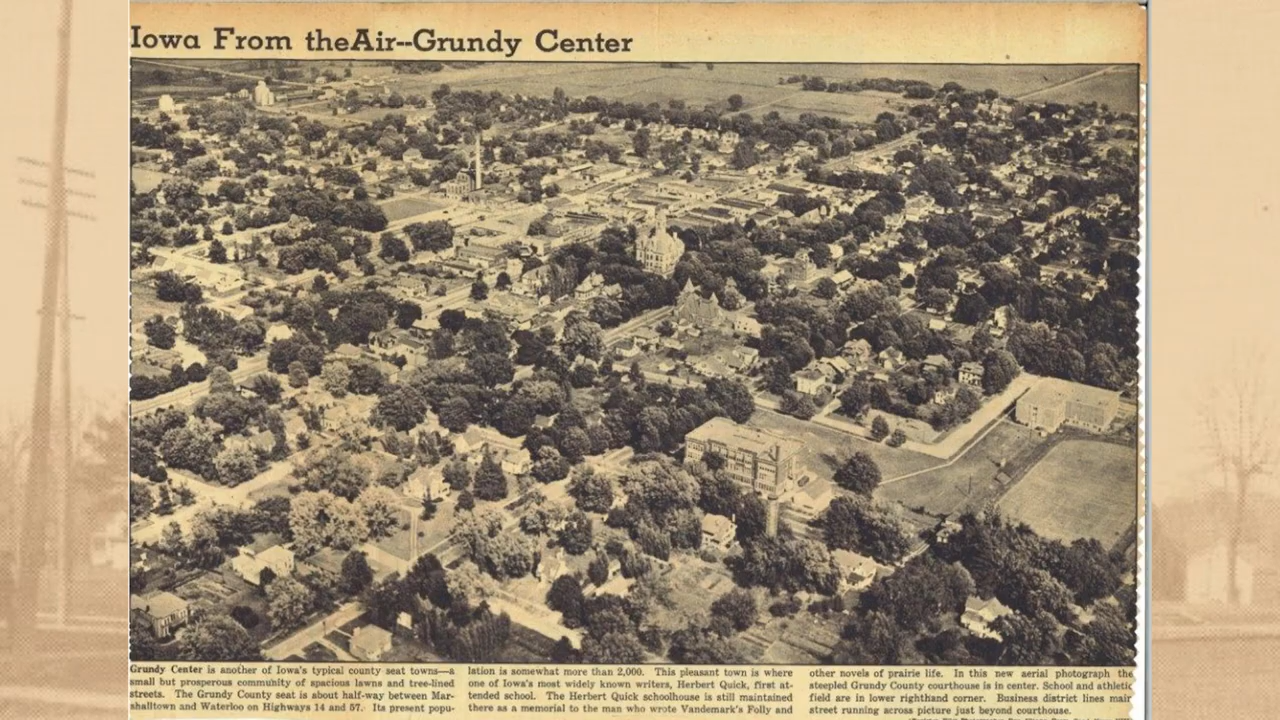 Iowa From the Air--Grundy Center
Grundy Center is another of Iowa's typical county seat towns—a
small but prosperous community of spacious lawns and tree-lined
streets. The Grundy County seat is about half-way between Mar-
shalltown and Waterloo on Highways 14 and 57. Its present popu-
lation is somewhat more than 2,000. This pleasant town is where
one of Iowa's most widely known writers, Herbert Quick, first at-
tended school. The Herbert Quick schoolhouse is still maintained
there as a memorial to the man who wrote Vandemark's Folly and
other novels of prairie life. In this new aerial photograph the
steepled Grundy County courthouse is in center. School and athletic
field are in lower righthand corner. Business district lines main
street running across picture just beyond courthouse.